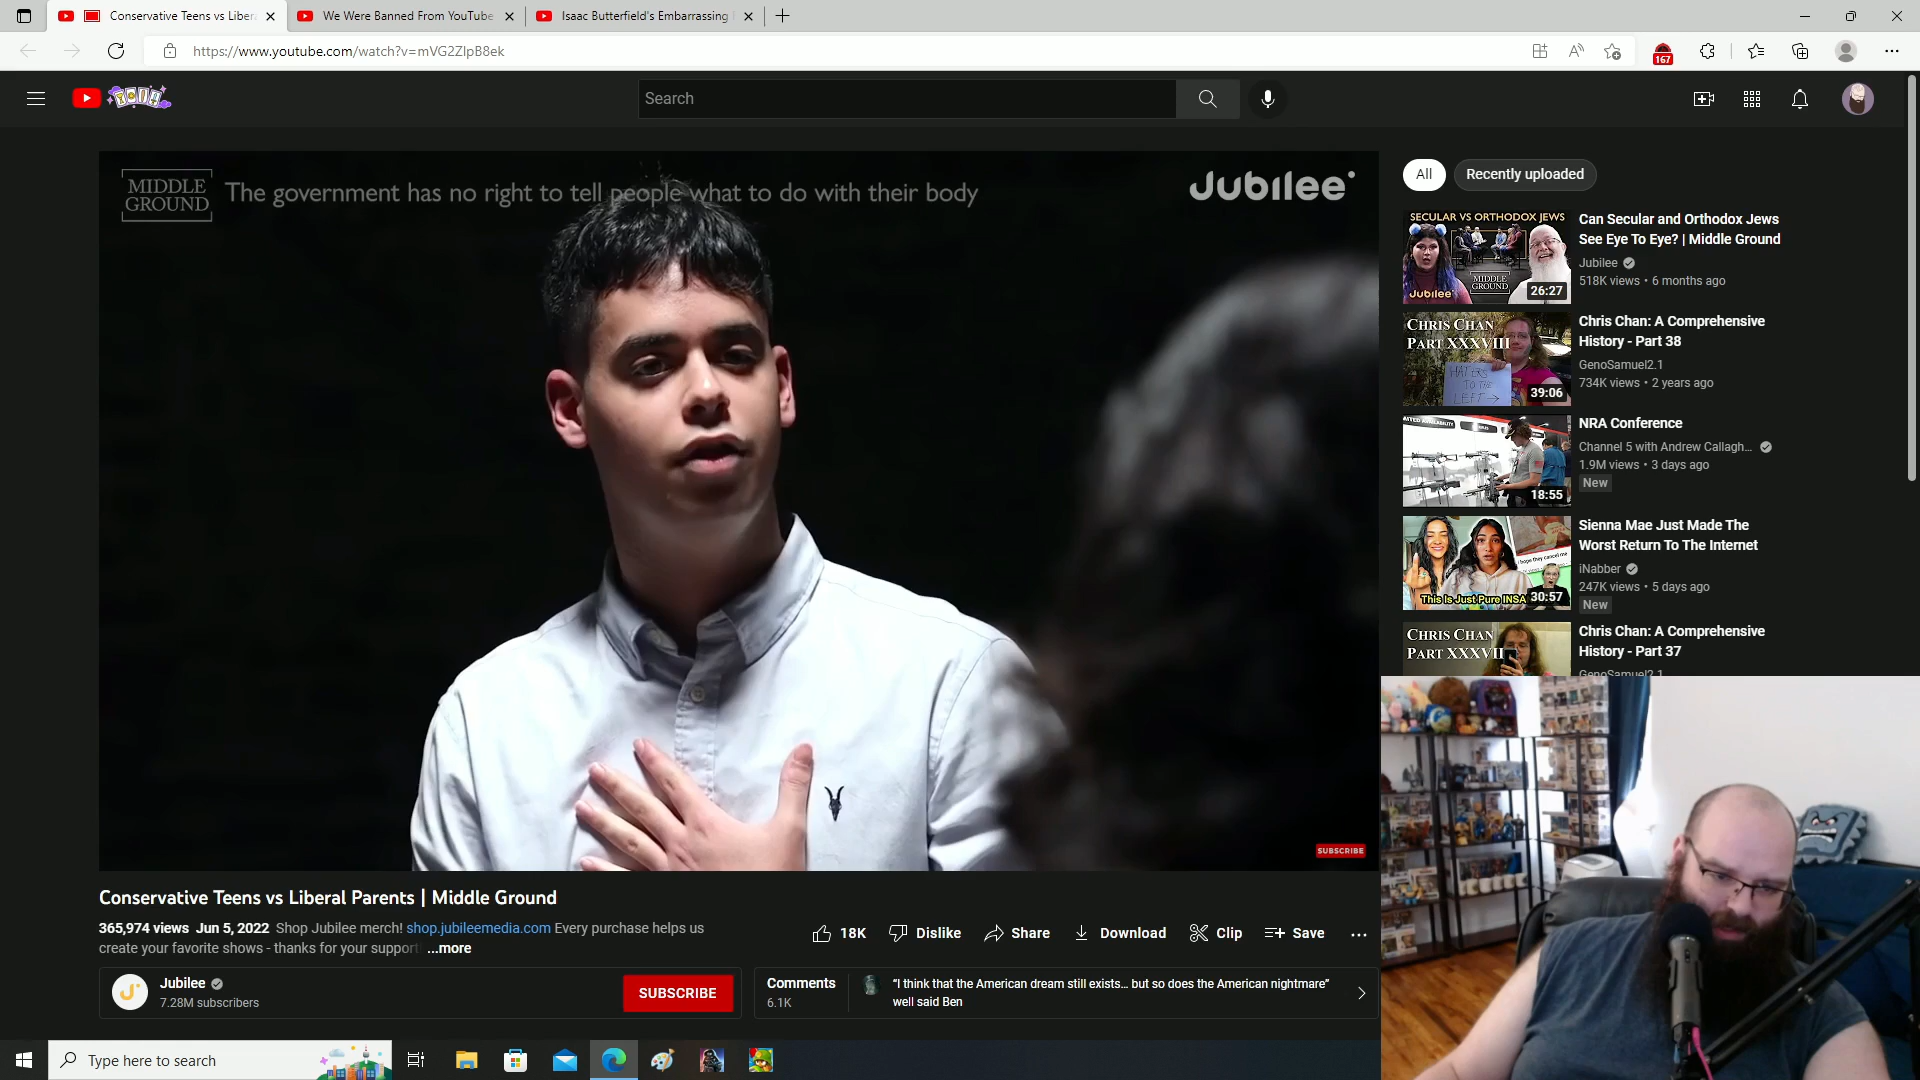 Conservative Teens vs Liber
We Were Banned From YouTube
Isaac Butterfield's Embarrassing
https://www.youtube.com/watch?v=mVG2ZIpB8ek
167
Search
MIDDLE GROUND
The government has no right to tell people what to do with their body
Jubilee
SUBSCRIBE
All
Recently uploaded
SECULAR VS ORTHODOX JEWS
MIDDLE GROUND
Jubilee
26:27
Can Secular and Orthodox Jews
See Eye To Eye? | Middle Ground
Jubilee
518K views • 6 months ago
CHRIS CHAN
PART XXXVIII
HATERS
TO THE
LEFT →
39:06
Chris Chan: A Comprehensive
History - Part 38
GenoSamuel2.1
734K views • 2 years ago
18:55
NRA Conference
Channel 5 with Andrew Callagh...
1.9M views • 3 days ago
New
This Is Just Pure INSA
30:57
Sienna Mae Just Made The
Worst Return To The Internet
iNabber
247K views • 5 days ago
New
CHRIS CHAN
PART XXXVII
Chris Chan: A Comprehensive
History - Part 37
GenoSamuel2.1
Conservative Teens vs Liberal Parents | Middle Ground
365,974 views Jun 5, 2022 Shop Jubilee merch! shop.jubileemedia.com Every purchase helps us
create your favorite shows - thanks for your support ...more
18K
Dislike
Share
Download
Clip
Save
Jubilee
7.28M subscribers
SUBSCRIBE
Comments
6.1K
"I think that the American dream still exists... but so does the American nightmare"
well said Ben
Type here to search